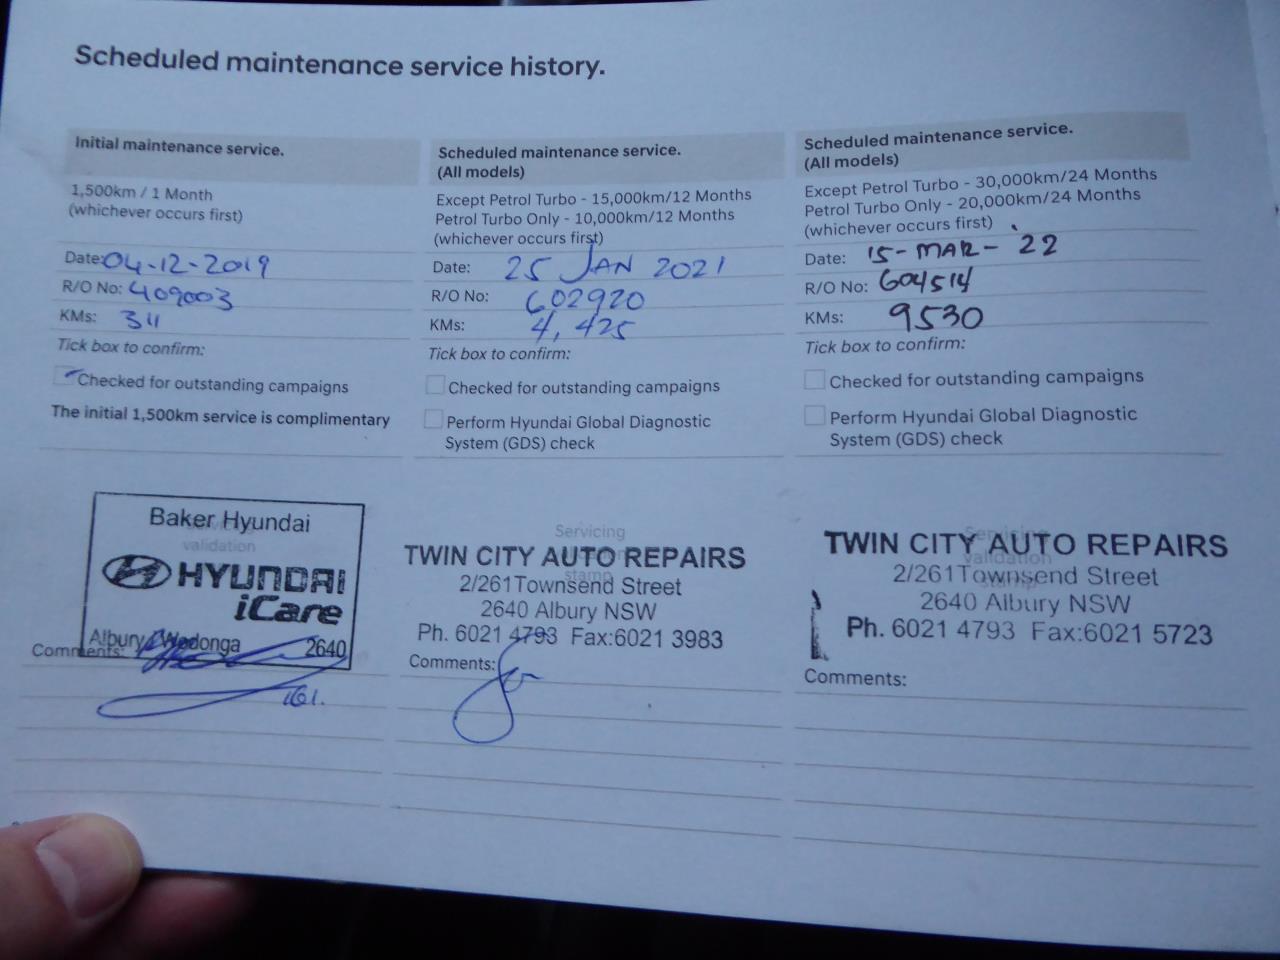 Scheduled maintenance service history.
Initial maintenance service.
1,500km / 1 Month
(whichever occurs first)
Date: 04-12-2019
R/O No: 409003
KMs: 311
Tick box to confirm:
Checked for outstanding campaigns
The initial 1,500km service is complimentary
Servicing
validation
Baker Hyundai
HYUNDAI
iCare
Albury / Wodonga 2640
Comments:
Scheduled maintenance service.
(All models)
Except Petrol Turbo - 15,000km/12 Months
Petrol Turbo Only - 10,000km/12 Months
(whichever occurs first)
Date: 25 JAN 2021
R/O No: 602920
KMs: 4,425
Tick box to confirm:
Checked for outstanding campaigns
Perform Hyundai Global Diagnostic
System (GDS) check
Servicing
stamp
TWIN CITY AUTO REPAIRS
2/261 Townsend Street
2640 Albury NSW
Ph. 6021 4793 Fax:6021 3983
Comments:
Scheduled maintenance service.
(All models)
Except Petrol Turbo - 30,000km/24 Months
Petrol Turbo Only - 20,000km/24 Months
(whichever occurs first)
Date: 15-MAR-'22
R/O No: 604514
KMs: 9530
Tick box to confirm:
Checked for outstanding campaigns
Perform Hyundai Global Diagnostic
System (GDS) check
Servicing
validation
stamp
TWIN CITY AUTO REPAIRS
2/261 Townsend Street
2640 Albury NSW
Ph. 6021 4793 Fax:6021 5723
Comments: